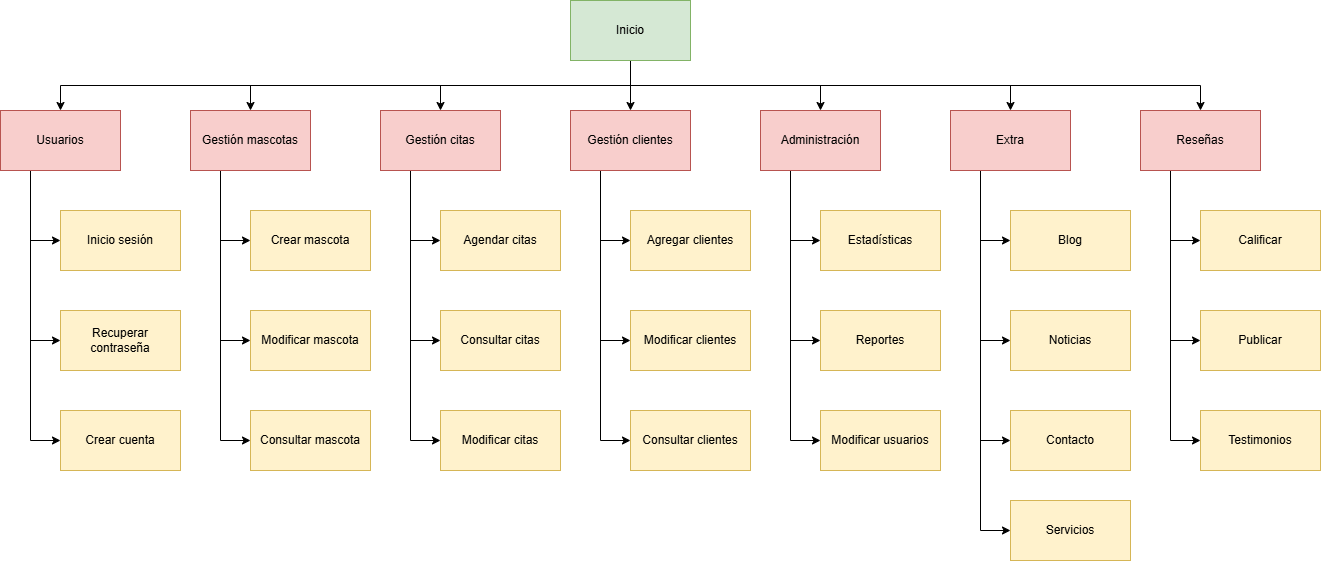 Inicio
Usuarios
Gestión mascotas
Gestión citas
Gestión clientes
Administración
Extra
Reseñas
Inicio sesión
Crear mascota
Agendar citas
Agregar clientes
Estadísticas
Blog
Calificar
Recuperar
contraseña
Modificar mascota
Consultar citas
Modificar clientes
Reportes
Noticias
Publicar
Crear cuenta
Consultar mascota
Modificar citas
Consultar clientes
Modificar usuarios
Contacto
Testimonios
Servicios